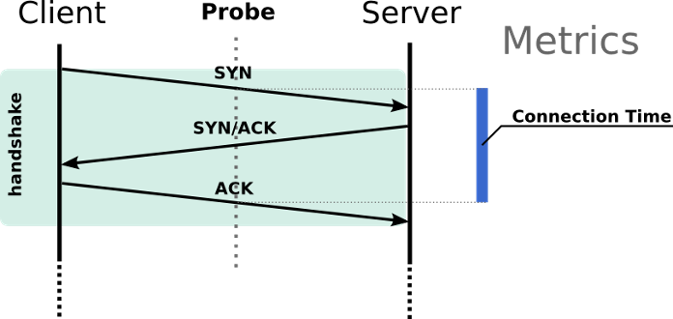 Client
Probe
Server
Metrics
SYN
Connection Time
SYN/ACK
handshake
ACK